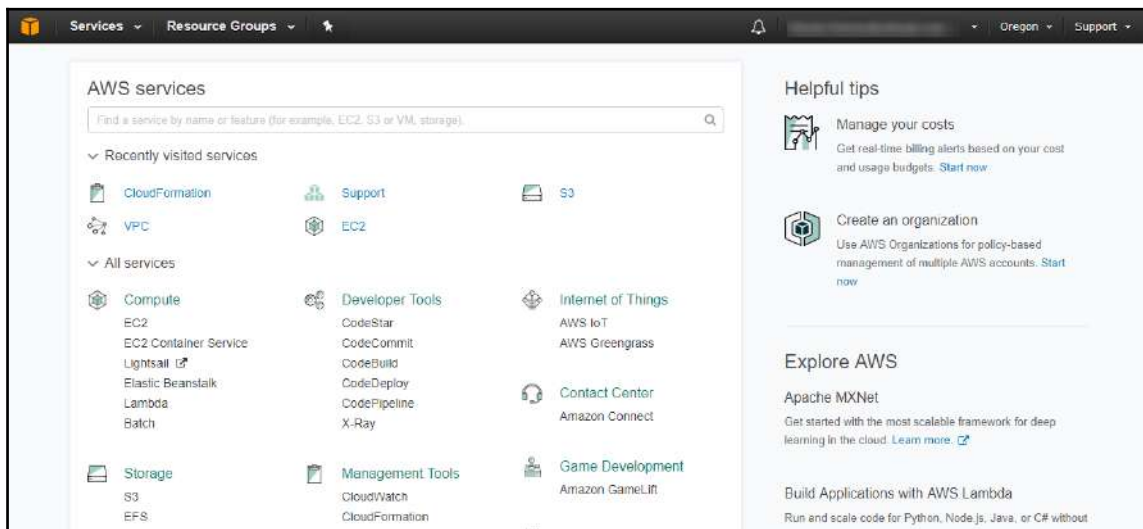 Services
Resource Groups
Oregon
Support
AWS services
Find a service by name or feature (for example, EC2, S3 or VM, storage).
Recently visited services
CloudFormation
Support
S3
VPC
EC2
All services
Compute
EC2
EC2 Container Service
Lightsail
Elastic Beanstalk
Lambda
Batch
Storage
S3
EFS
Developer Tools
CodeStar
CodeCommit
CodeBuild
CodeDeploy
CodePipeline
X-Ray
Management Tools
CloudWatch
CloudFormation
Internet of Things
AWS IoT
AWS Greengrass
Contact Center
Amazon Connect
Game Development
Amazon GameLift
Helpful tips
Manage your costs
Get real-time billing alerts based on your cost
and usage budgets. Start now
Create an organization
Use AWS Organizations for policy-based
management of multiple AWS accounts. Start
now
Explore AWS
Apache MXNet
Get started with the most scalable framework for deep
learning in the cloud. Learn more.
Build Applications with AWS Lambda
Run and scale code for Python, Node.js, Java, or C# without